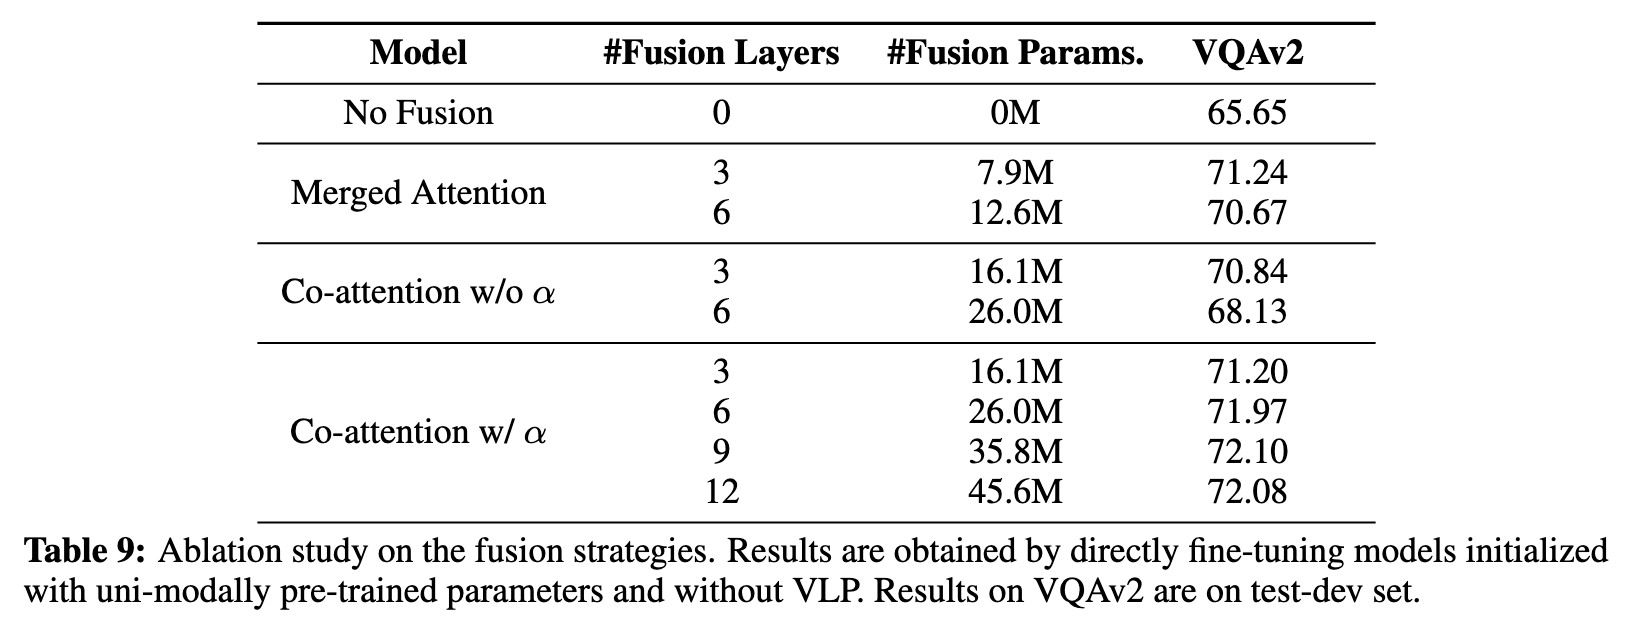 Model #Fusion Layers #Fusion Params. VQAv2
No Fusion 0 0M 65.65
Merged Attention
3 7.9M 71.24
6 12.6M 70.67
Co-attention w/o α
3 16.1M 70.84
6 26.0M 68.13
Co-attention w/ α
3 16.1M 71.20
6 26.0M 71.97
9 35.8M 72.10
12 45.6M 72.08
Table 9: Ablation study on the fusion strategies. Results are obtained by directly fine-tuning models initialized
with uni-modally pre-trained parameters and without VLP. Results on VQAv2 are on test-dev set.